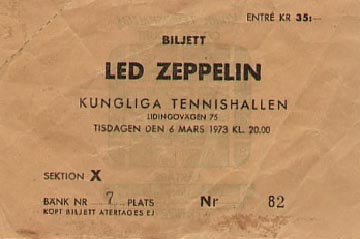 ENTRÉ KR 35:—
BILJETT
LED ZEPPELIN
KUNGLIGA TENNISHALLEN
LIDINGÖVÄGEN 75
TISDAGEN DEN 6 MARS 1973 KL. 20.00
SEKTION X
BÄNK NR 7 PLATS Nr 82
KÖPT BILJETT ÅTERTAGES EJ